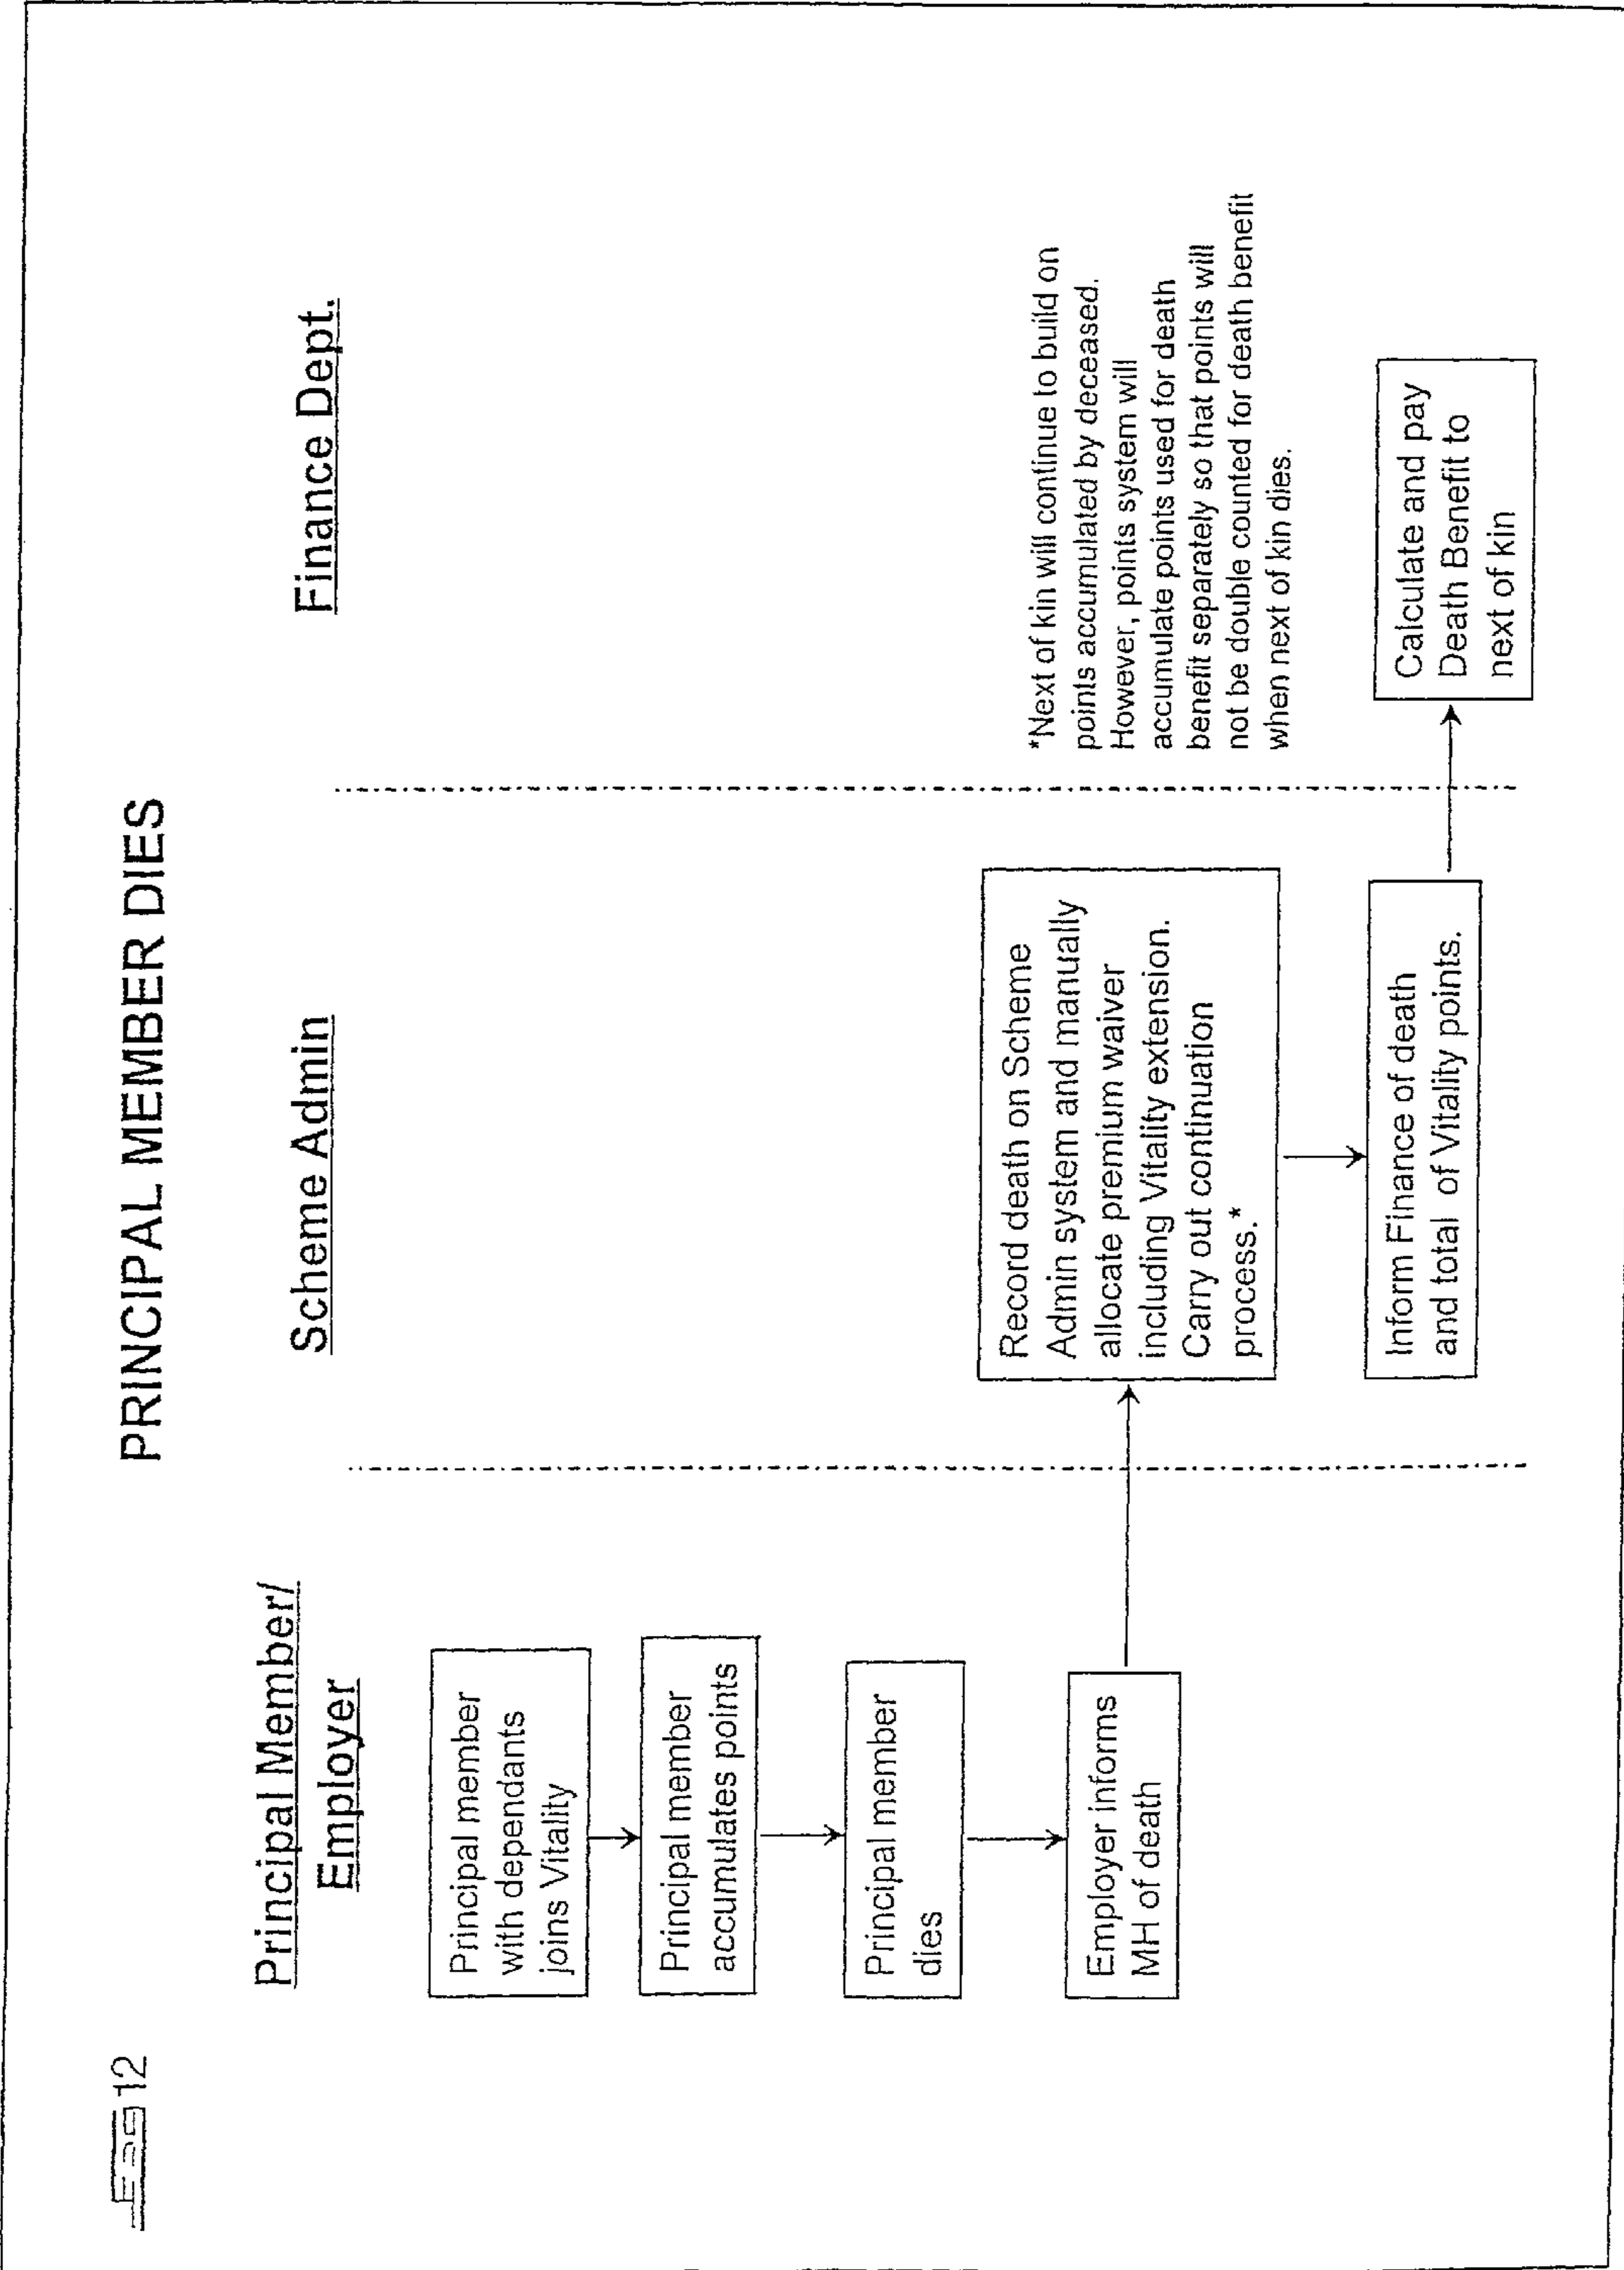 12
PRINCIPAL MEMBER DIES
Principal Member/
Employer
Scheme Admin
Finance Dept.
Principal member
with dependants
joins Vitality
Principal member
accumulates points
Principal member
dies
Employer informs
MH of death
Record death on Scheme
Admin system and manually
allocate premium waiver
including Vitality extension.
Carry out continuation
process.*
Inform Finance of death
and total of Vitality points.
*Next of kin will continue to build on
points accumulated by deceased.
However, points system will
accumulate points used for death
benefit separately so that points will
not be double counted for death benefit
when next of kin dies.
Calculate and pay
Death Benefit to
next of kin